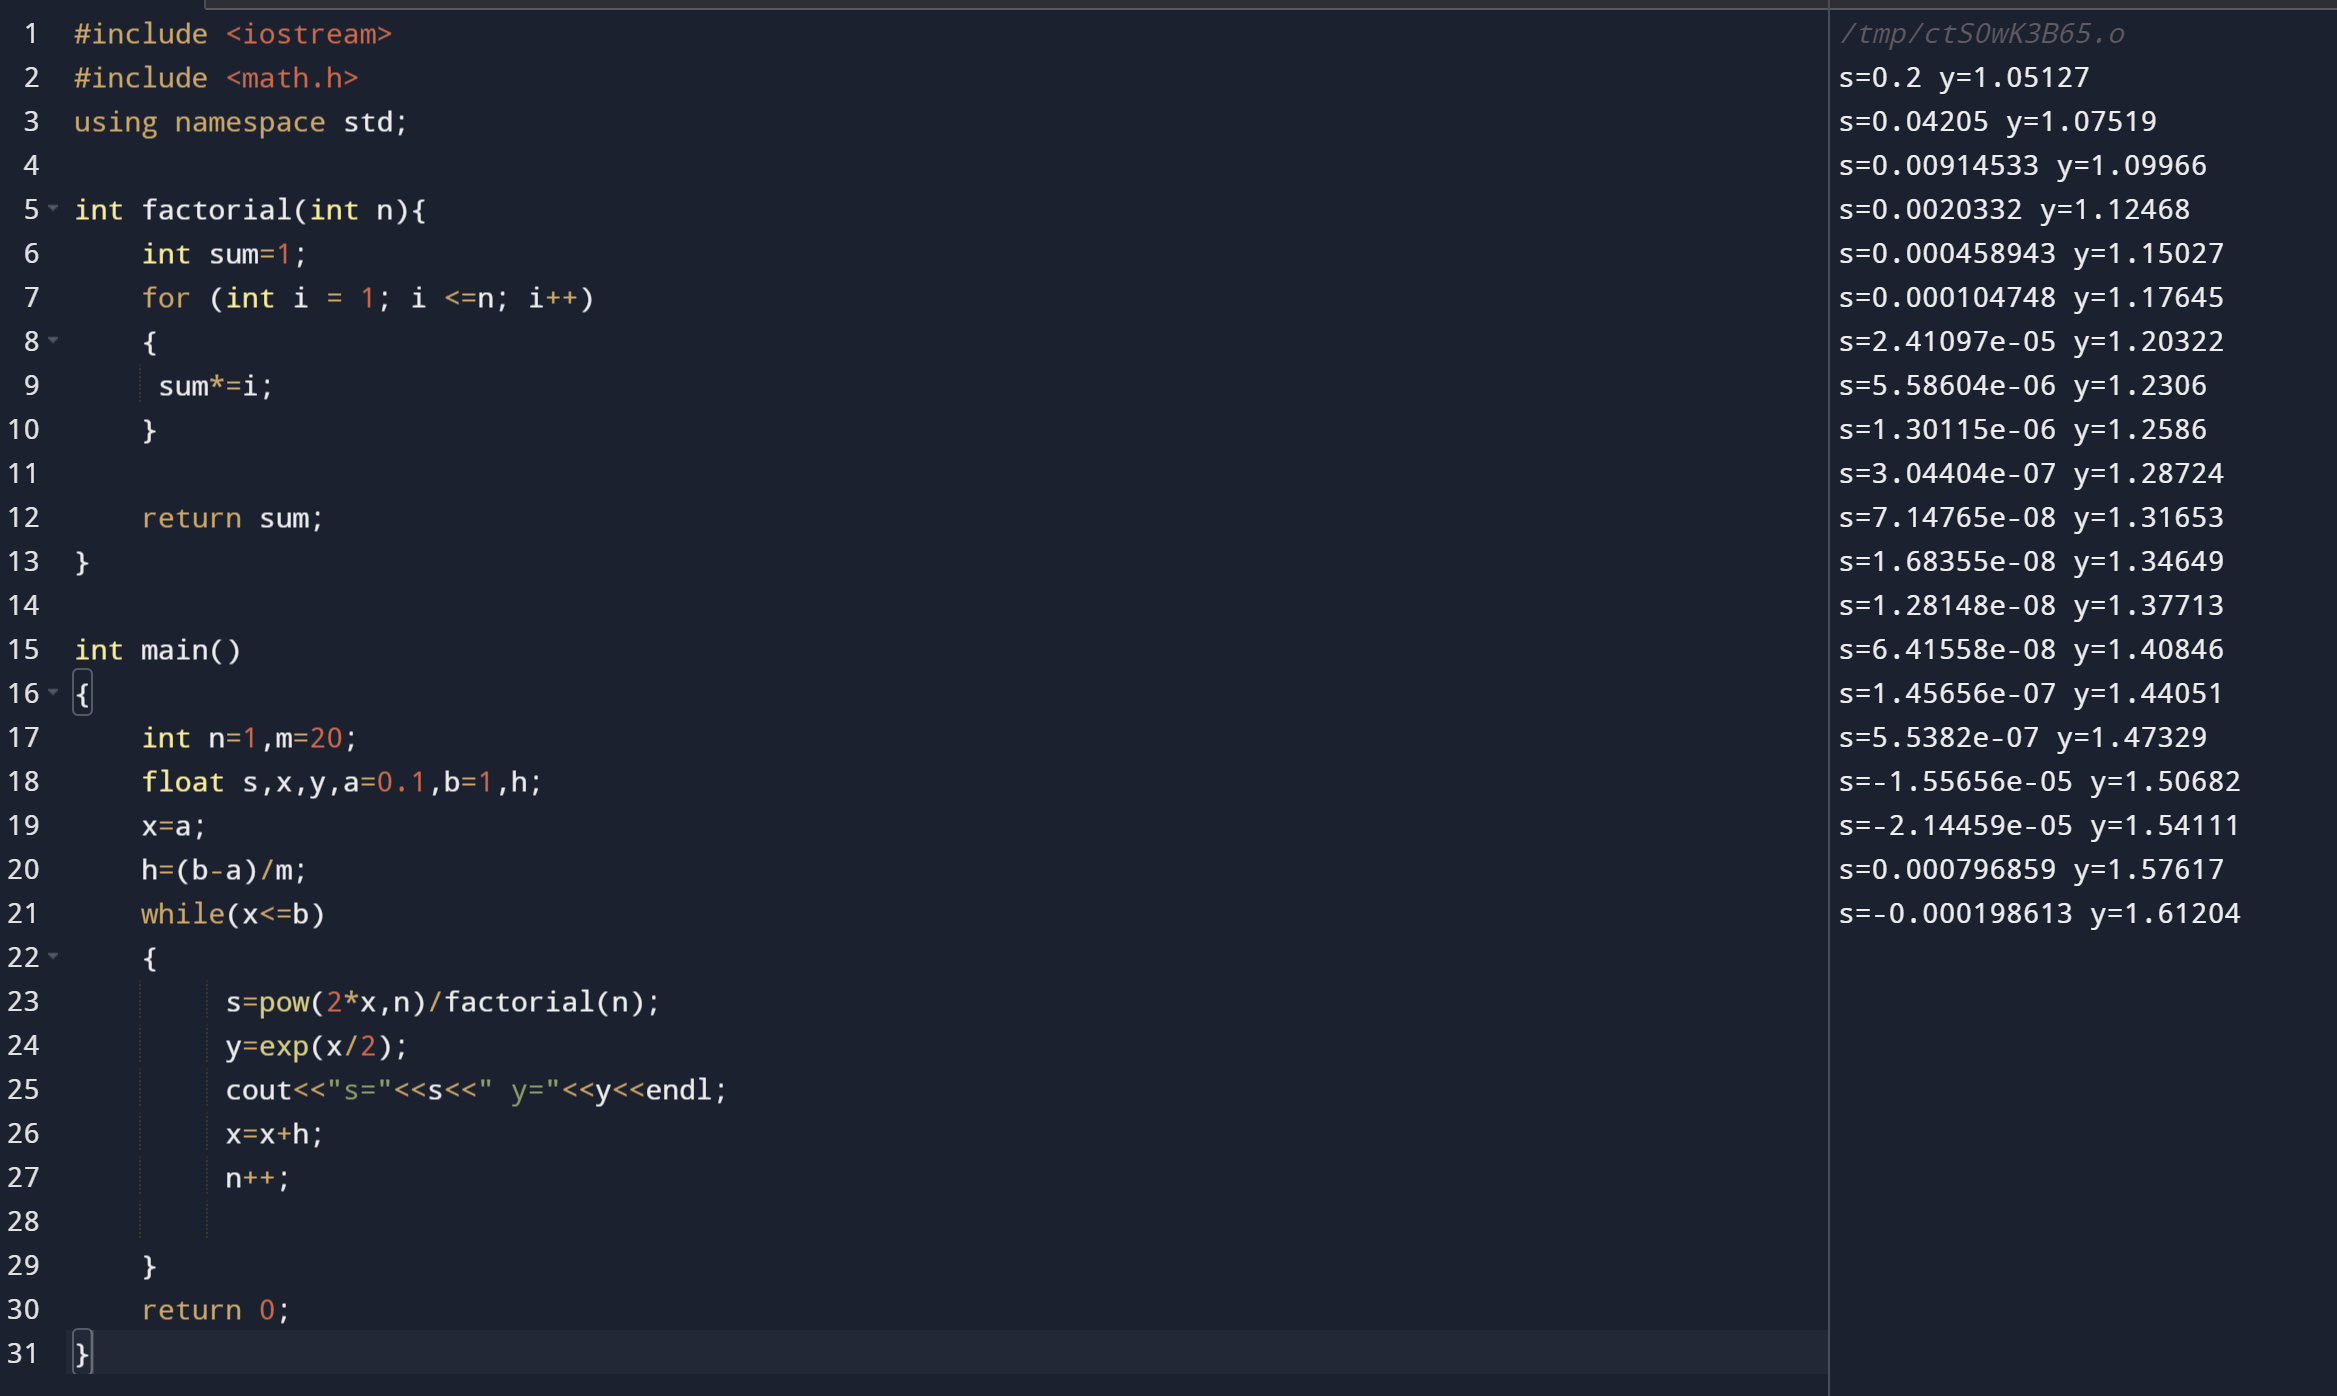 1 #include <iostream>
2 #include <math.h>
3 using namespace std;
4
5 int factorial(int n){
6     int sum=1;
7     for (int i = 1; i <=n; i++)
8     {
9      sum*=i;
10     }
11
12     return sum;
13 }
14
15 int main()
16 {
17     int n=1,m=20;
18     float s,x,y,a=0.1,b=1,h;
19     x=a;
20     h=(b-a)/m;
21     while(x<=b)
22     {
23          s=pow(2*x,n)/factorial(n);
24          y=exp(x/2);
25          cout<<"s="<<s<<" y="<<y<<endl;
26          x=x+h;
27          n++;
28
29     }
30     return 0;
31 }
/tmp/ctS0wK3B65.o
s=0.2 y=1.05127
s=0.04205 y=1.07519
s=0.00914533 y=1.09966
s=0.0020332 y=1.12468
s=0.000458943 y=1.15027
s=0.000104748 y=1.17645
s=2.41097e-05 y=1.20322
s=5.58604e-06 y=1.2306
s=1.30115e-06 y=1.2586
s=3.04404e-07 y=1.28724
s=7.14765e-08 y=1.31653
s=1.68355e-08 y=1.34649
s=1.28148e-08 y=1.37713
s=6.41558e-08 y=1.40846
s=1.45656e-07 y=1.44051
s=5.5382e-07 y=1.47329
s=-1.55656e-05 y=1.50682
s=-2.14459e-05 y=1.54111
s=0.000796859 y=1.57617
s=-0.000198613 y=1.61204